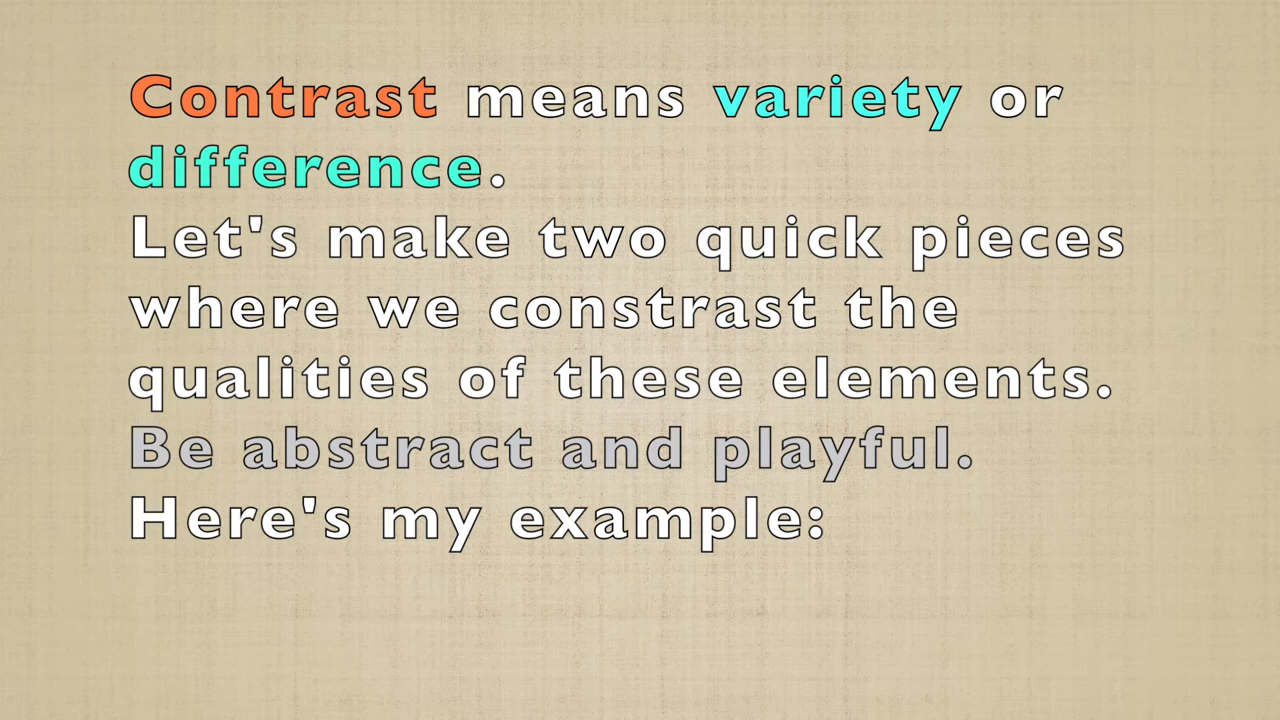 Contrast means variety or
difference.
Let's make two quick pieces
where we constrast the
qualities of these elements.
Be abstract and playful.
Here's my example: